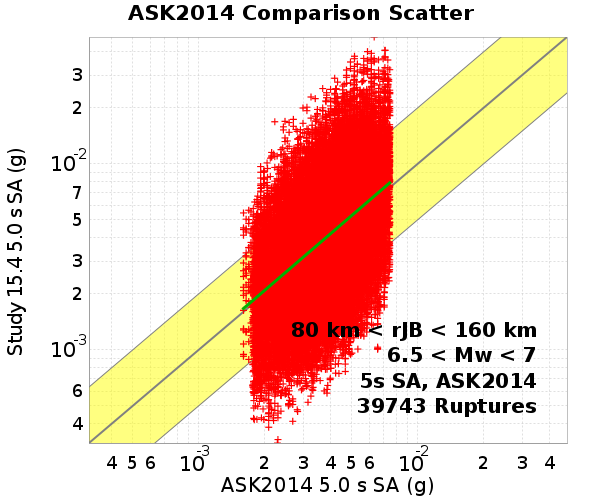 ASK2014 Comparison Scatter
Study 15.4 5.0 s SA (g)
3
2
10-2
7
5
3
2
10-3
6
4
80 km < rJB < 160 km
6.5 < Mw < 7
5s SA, ASK2014
39743 Ruptures
4 5 6 10-3 2 3 4 5 6 10-2 2 3 4
ASK2014 5.0 s SA (g)